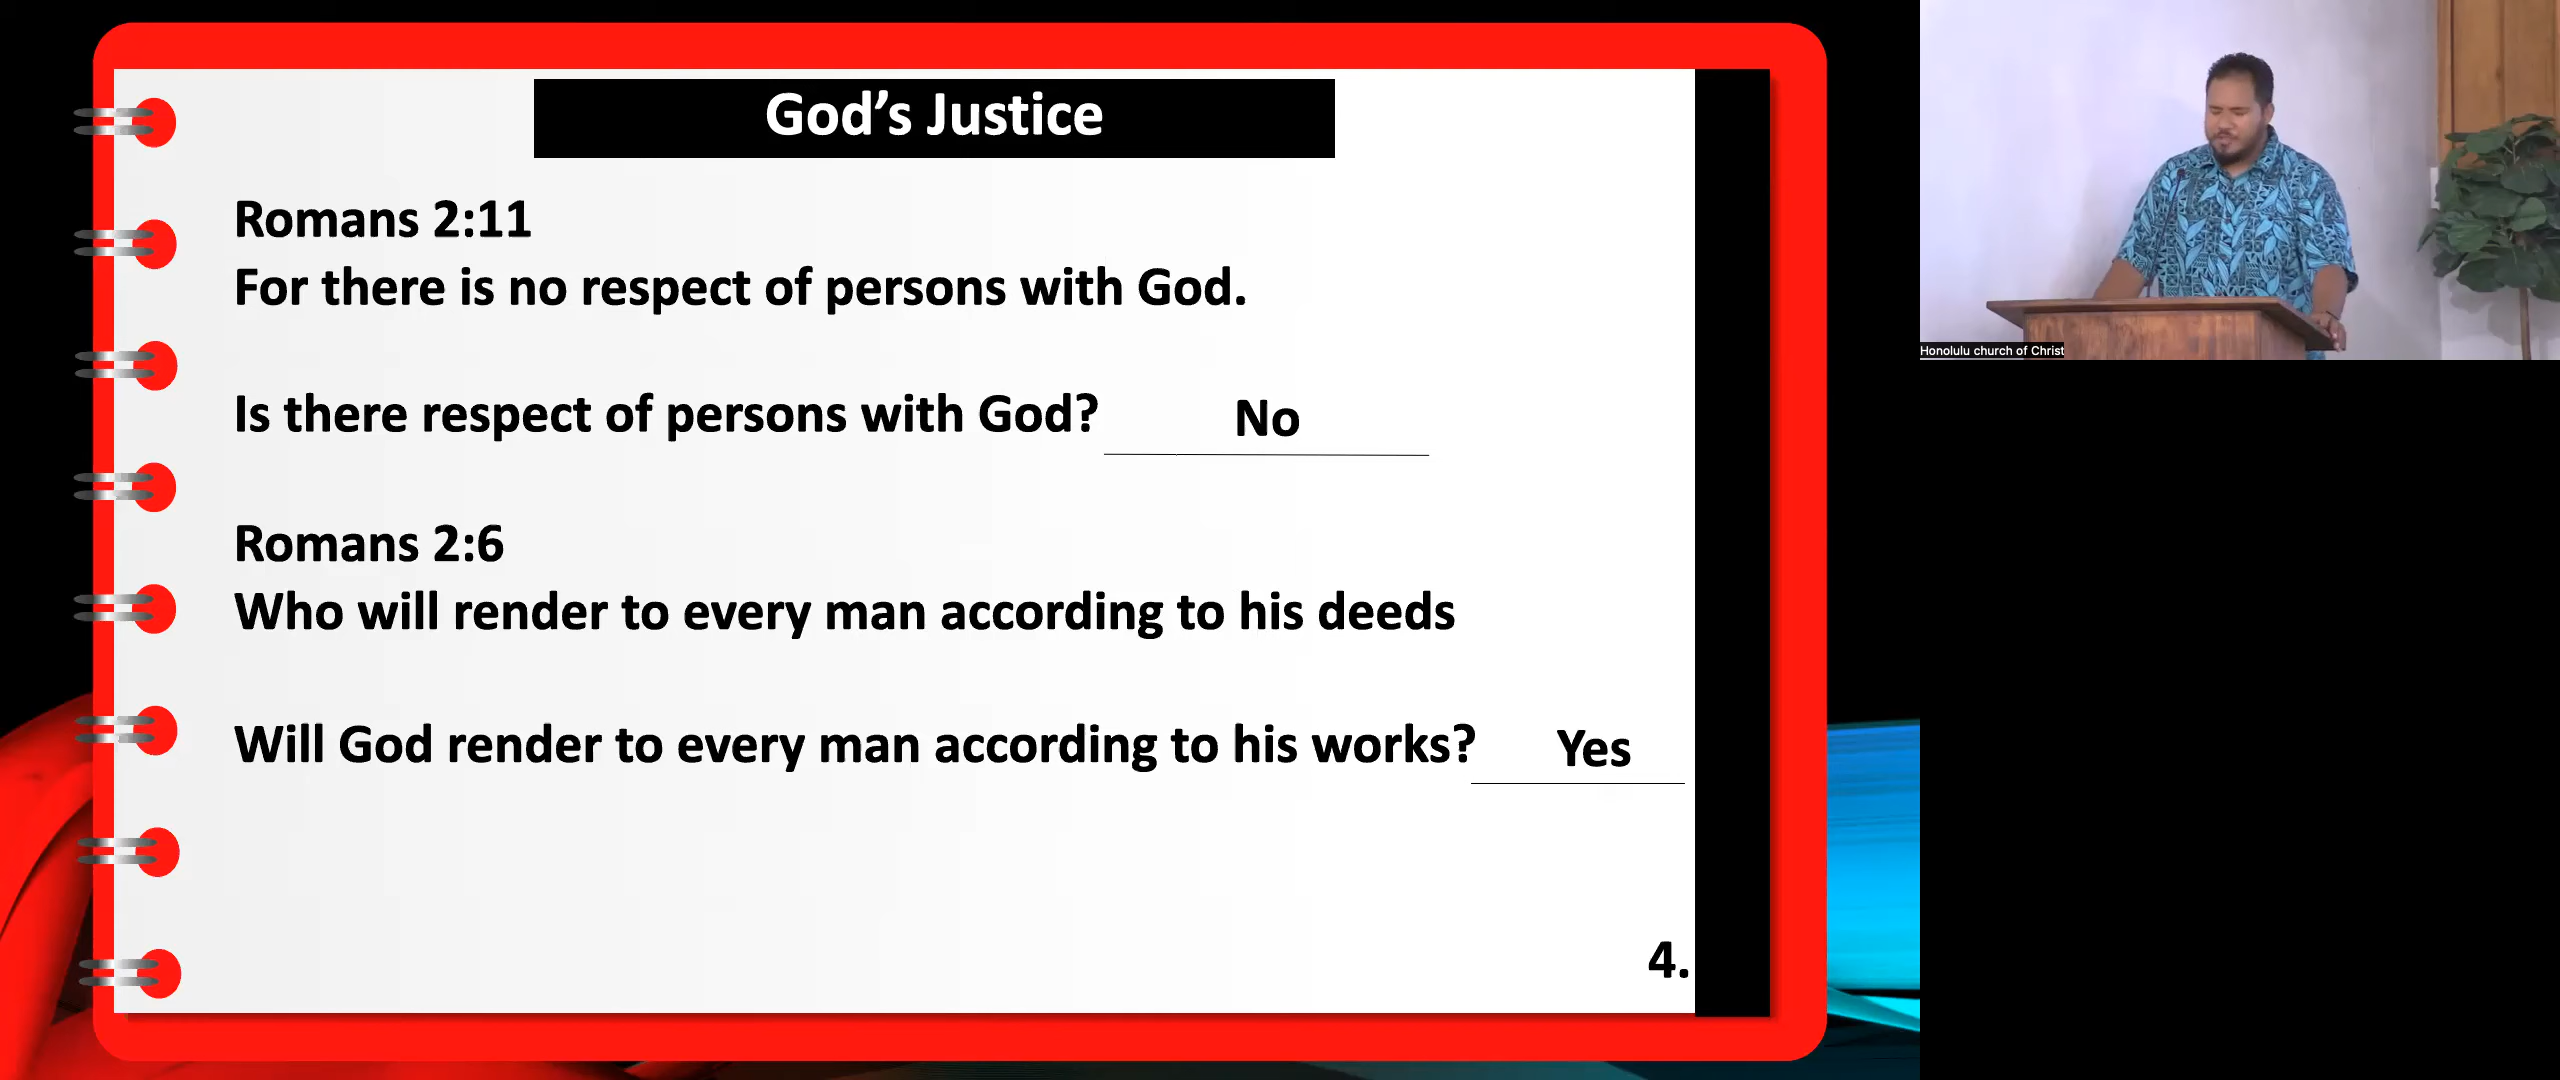 God’s Justice
Romans 2:11
For there is no respect of persons with God.
Is there respect of persons with God? No
Romans 2:6
Who will render to every man according to his deeds
Will God render to every man according to his works? Yes
4.
Honolulu church of Christ